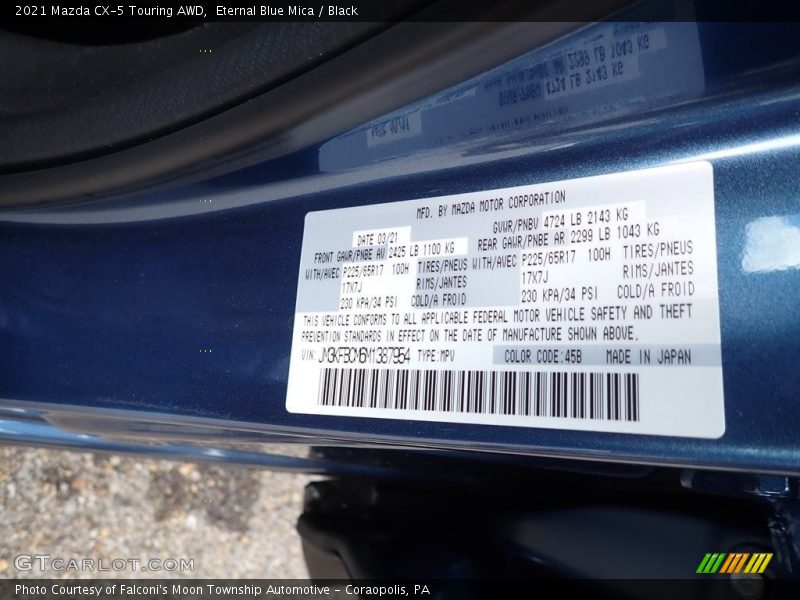 2021 Mazda CX-5 Touring AWD, Eternal Blue Mica / Black
MFD. BY MAZDA MOTOR CORPORATION
DATE 03/21 GVWR/PNBV 4724 LB 2143 KG
FRONT GAWR/PNBE AV 2425 LB 1100 KG REAR GAWR/PNBE AR 2299 LB 1043 KG
WITH/AVEC P225/65R17 100H TIRES/PNEUS WITH/AVEC P225/65R17 100H TIRES/PNEUS
17X7J RIMS/JANTES 17X7J RIMS/JANTES
230 KPA/34 PSI COLD/A FROID 230 KPA/34 PSI COLD/A FROID
THIS VEHICLE CONFORMS TO ALL APPLICABLE FEDERAL MOTOR VEHICLE SAFETY AND THEFT
PREVENTION STANDARDS IN EFFECT ON THE DATE OF MANUFACTURE SHOWN ABOVE.
VIN: JM3KFBCM6M1387954 TYPE:MPV COLOR CODE:45B MADE IN JAPAN
GTCARLOT.COM
Photo Courtesy of Falconi's Moon Township Automotive - Coraopolis, PA